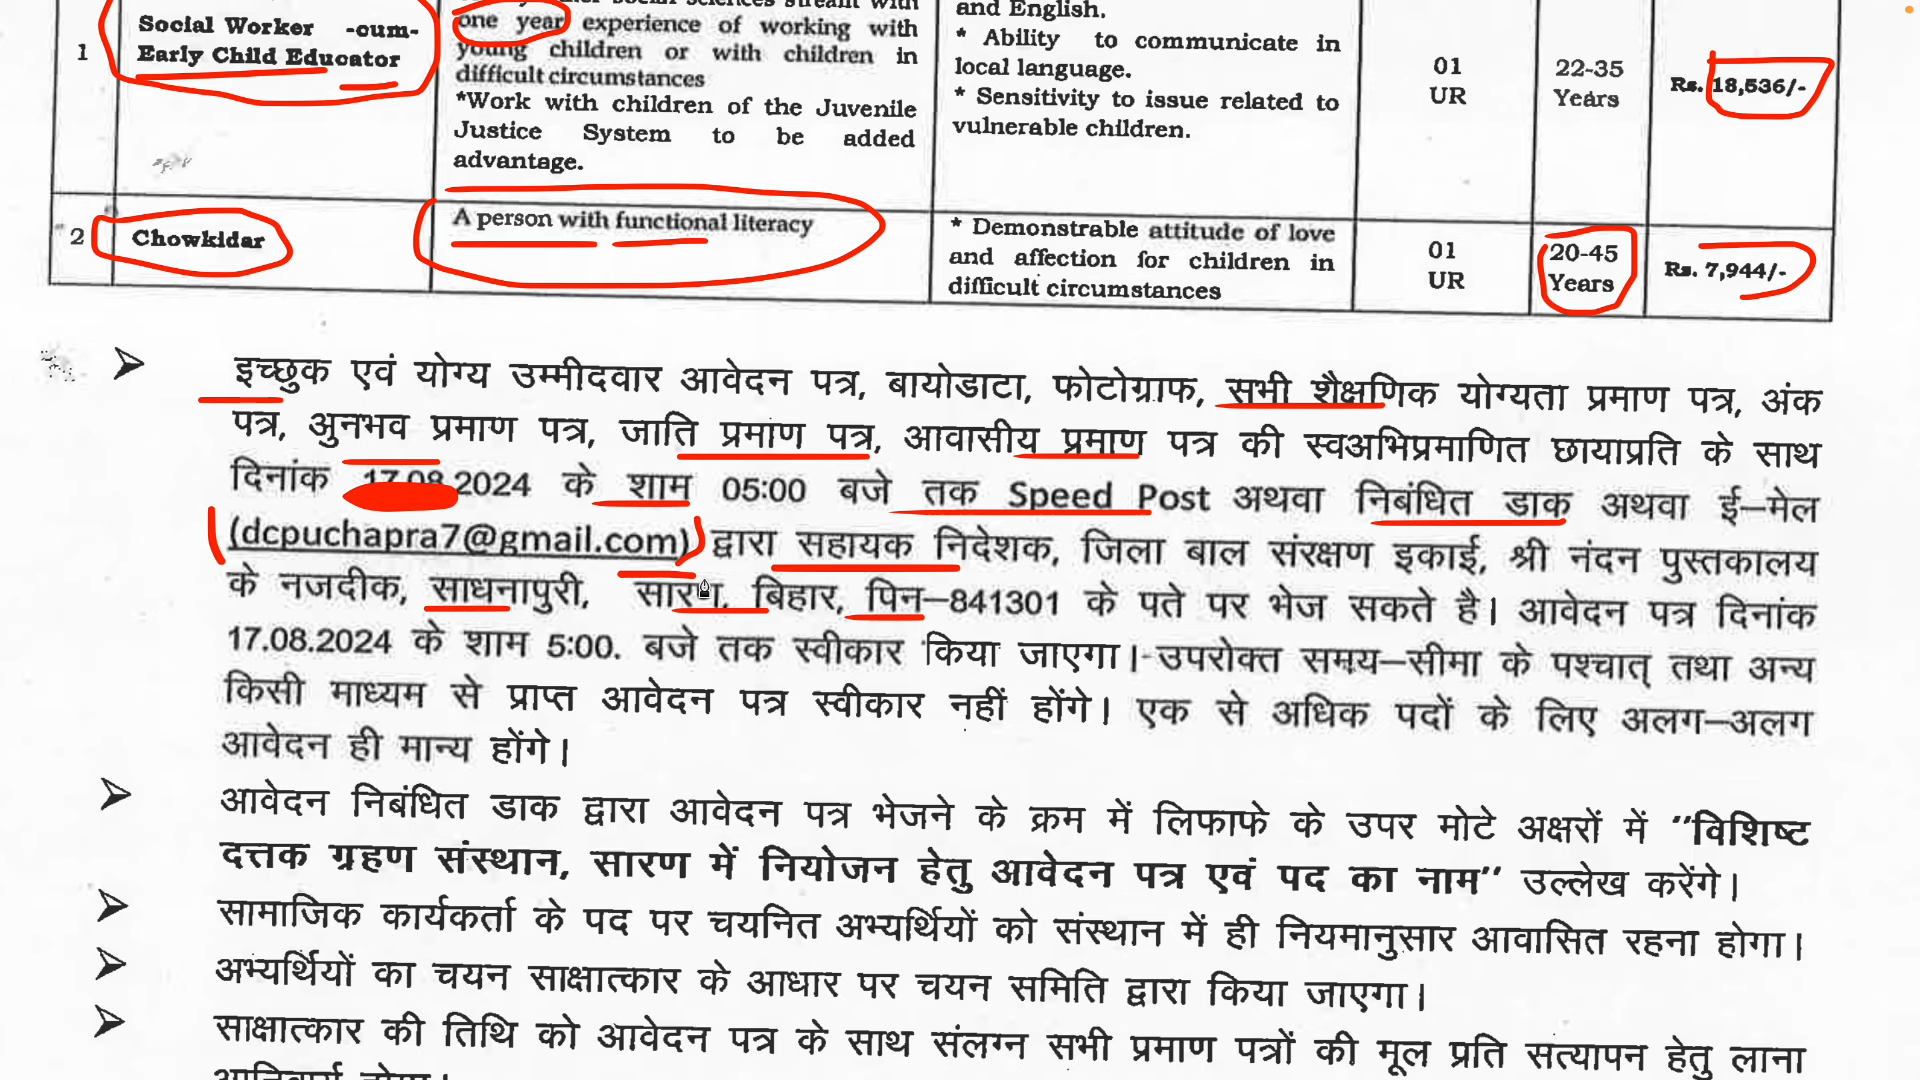 and English.
Social Worker -cum-
one year experience of working with
* Ability to communicate in
1
Early Child Educator
young children or with children in
local language.
01
22-35
difficult circumstances
* Sensitivity to issue related to
UR
Years
Rs. 18,536/-
*Work with children of the Juvenile
vulnerable children.
Justice System to be added
advantage.
2
Chowkidar
A person with functional literacy
* Demonstrable attitude of love
and affection for children in
difficult circumstances
01
UR
20-45
Years
Rs. 7,944/-
इच्छुक एवं योग्य उम्मीदवार आवेदन पत्र, बायोडाटा, फोटोग्राफ, सभी शैक्षणिक योग्यता प्रमाण पत्र, अंक
पत्र, अुनभव प्रमाण पत्र, जाति प्रमाण पत्र, आवासीय प्रमाण पत्र की स्वअभिप्रमाणित छायाप्रति के साथ
दिनांक 17.08.2024 के शाम 05:00 बजे तक Speed Post अथवा निबंधित डाक अथवा ई–मेल
(dcpuchapra7@gmail.com) द्वारा सहायक निदेशक, जिला बाल संरक्षण इकाई, श्री नंदन पुस्तकालय
के नजदीक, साधनापुरी, सारण, बिहार, पिन–841301 के पते पर भेज सकते है। आवेदन पत्र दिनांक
17.08.2024 के शाम 5:00. बजे तक स्वीकार किया जाएगा। उपरोक्त समय–सीमा के पश्चात् तथा अन्य
किसी माध्यम से प्राप्त आवेदन पत्र स्वीकार नहीं होंगे। एक से अधिक पदों के लिए अलग–अलग
आवेदन ही मान्य होंगे।
आवेदन निबंधित डाक द्वारा आवेदन पत्र भेजने के क्रम में लिफाफे के उपर मोटे अक्षरों में "विशिष्ट
दत्तक ग्रहण संस्थान, सारण में नियोजन हेतु आवेदन पत्र एवं पद का नाम" उल्लेख करेंगे।
सामाजिक कार्यकर्ता के पद पर चयनित अभ्यर्थियों को संस्थान में ही नियमानुसार आवासित रहना होगा।
अभ्यर्थियों का चयन साक्षात्कार के आधार पर चयन समिति द्वारा किया जाएगा।
साक्षात्कार की तिथि को आवेदन पत्र के साथ संलग्न सभी प्रमाण पत्रों की मूल प्रति सत्यापन हेतु लाना